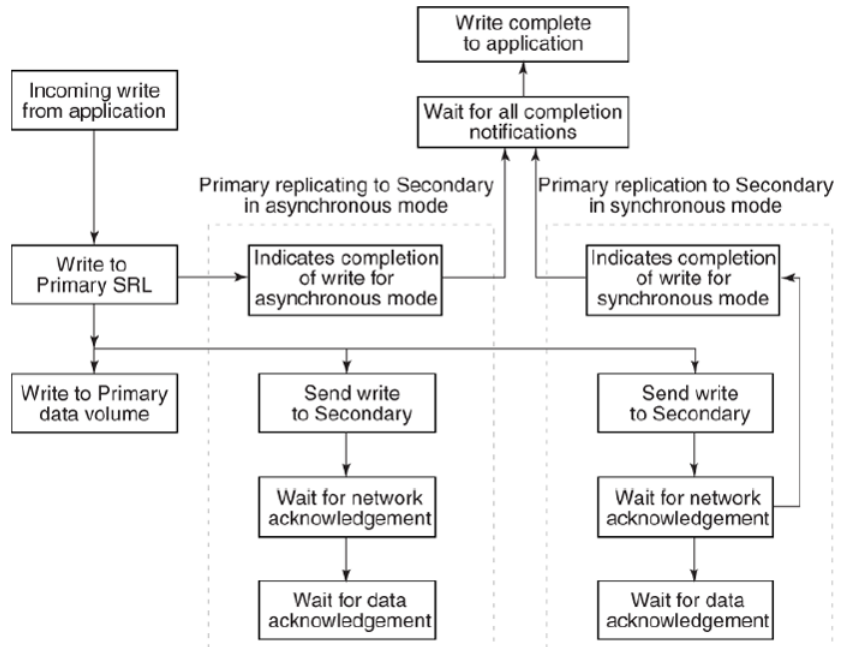 Write complete
to application
Incoming write
from application
Wait for all completion
notifications
Primary replicating to Secondary
in asynchronous mode
Primary replication to Secondary
in synchronous mode
Write to
Primary SRL
Indicates completion
of write for
asynchronous mode
Indicates completion
of write for
synchronous mode
Write to Primary
data volume
Send write
to Secondary
Send write
to Secondary
Wait for network
acknowledgement
Wait for network
acknowledgement
Wait for data
acknowledgement
Wait for data
acknowledgement